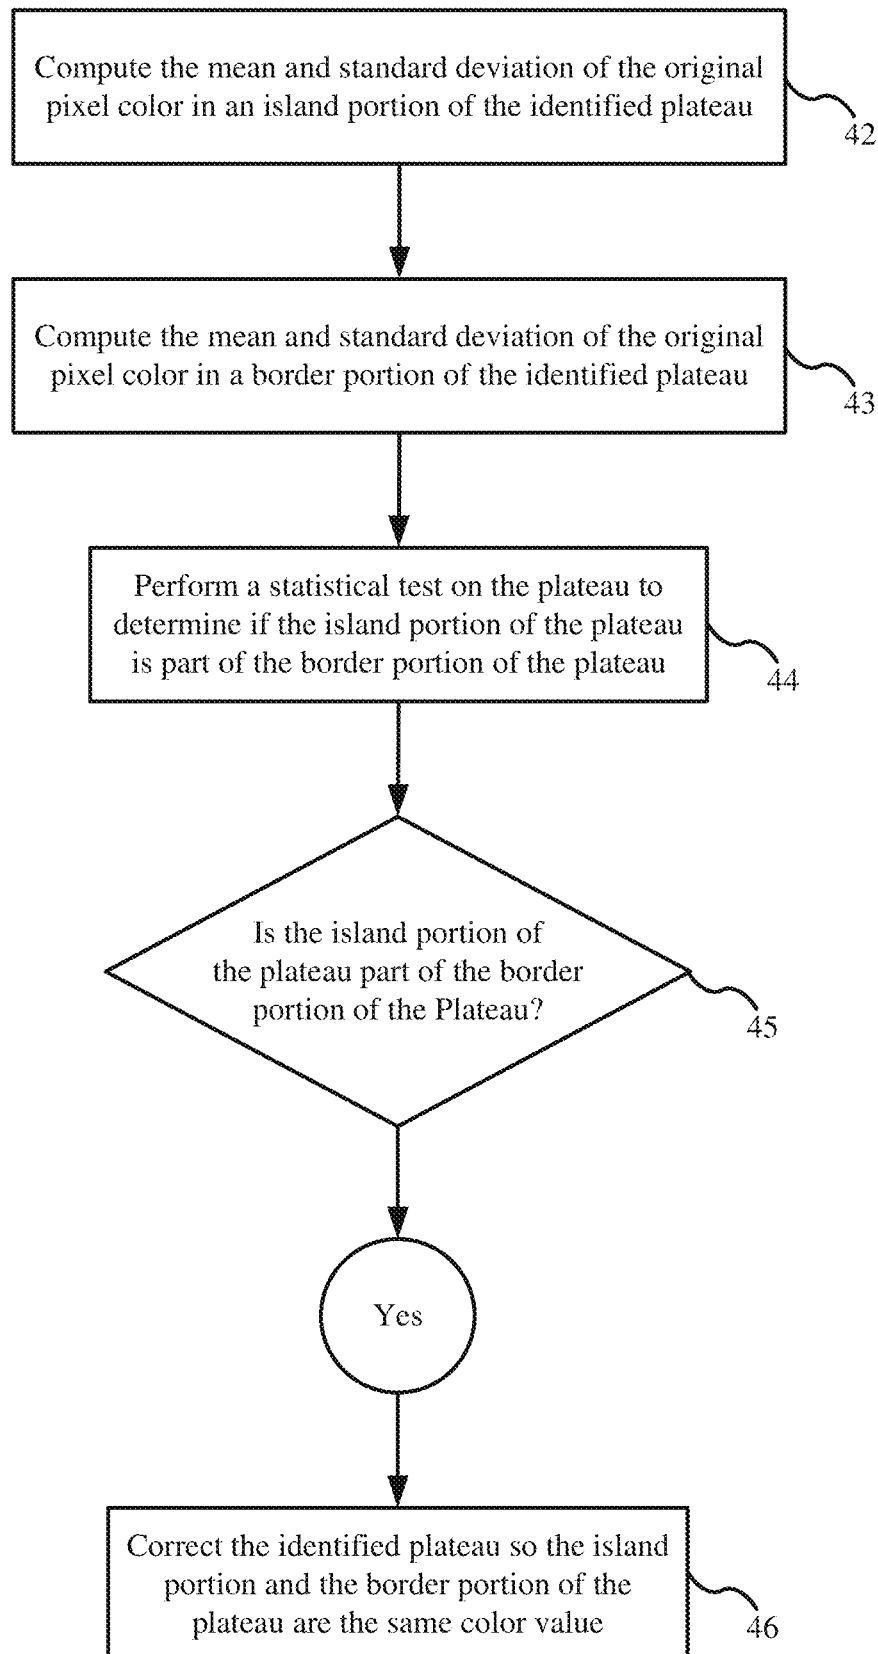 Compute the mean and standard deviation of the original
pixel color in an island portion of the identified plateau
42
Compute the mean and standard deviation of the original
pixel color in a border portion of the identified plateau
43
Perform a statistical test on the plateau to
determine if the island portion of the plateau
is part of the border portion of the plateau
44
Is the island portion of
the plateau part of the border
portion of the Plateau?
45
Yes
Correct the identified plateau so the island
portion and the border portion of the
plateau are the same color value
46